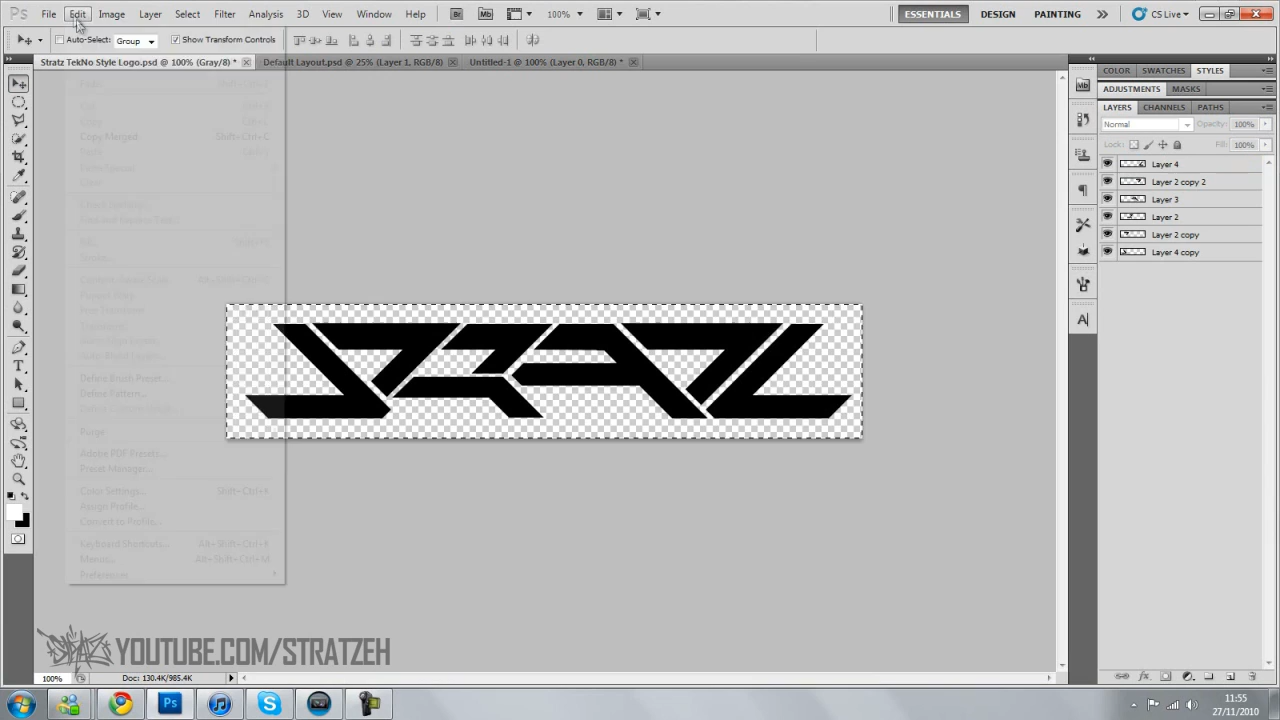 Ps File Edit Image Layer Select Filter Analysis 3D View Window Help Br Mb 100% ESSENTIALS DESIGN PAINTING CS Live
Auto-Select: Group Show Transform Controls
Stratz TekNo Style Logo.psd @ 100% (Gray/8) * Default Layout.psd @ 25% (Layer 1, RGB/8) Untitled-1 @ 100% (Layer 0, RGB/8) *
COLOR SWATCHES STYLES
ADJUSTMENTS MASKS
LAYERS CHANNELS PATHS
Normal Opacity: 100%
Lock: Fill: 100%
Layer 4
Layer 2 copy 2
Layer 3
Layer 2
Layer 2 copy
Layer 4 copy
Copy Merged Shift+Ctrl+C
Define Brush Preset...
Define Pattern...
Purge
Adobe PDF Presets...
Preset Manager...
Color Settings... Shift+Ctrl+K
Assign Profile...
Convert to Profile...
Keyboard Shortcuts... Alt+Shift+Ctrl+K
Menus... Alt+Shift+Ctrl+M
Preferences
YOUTUBE.COM/STRATZEH
100% Doc: 130.4K/985.4K
Ps
11:55
27/11/2010